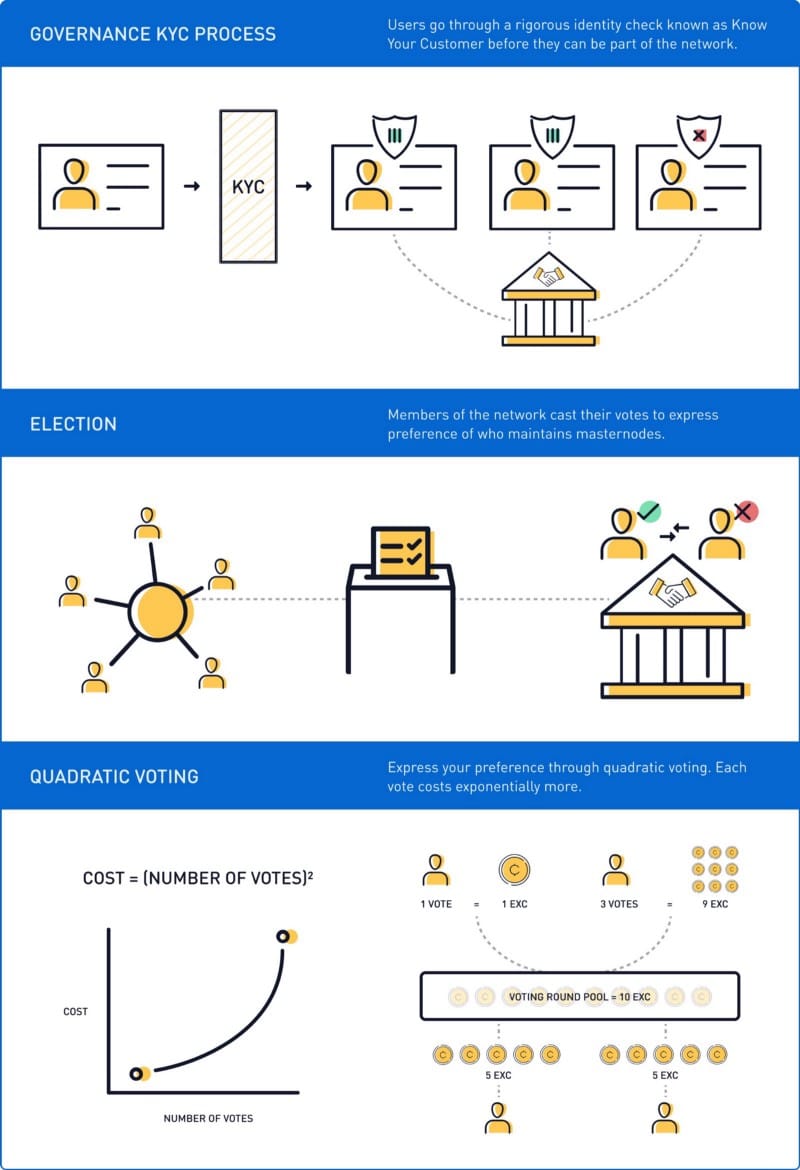 GOVERNANCE KYC PROCESS
Users go through a rigorous identity check known as Know
Your Customer before they can be part of the network.
KYC
ELECTION
Members of the network cast their votes to express
preference of who maintains masternodes.
QUADRATIC VOTING
Express your preference through quadratic voting. Each
vote costs exponentially more.
COST = (NUMBER OF VOTES)²
COST
NUMBER OF VOTES
1 VOTE = 1 EXC
3 VOTES = 9 EXC
VOTING ROUND POOL = 10 EXC
5 EXC
5 EXC